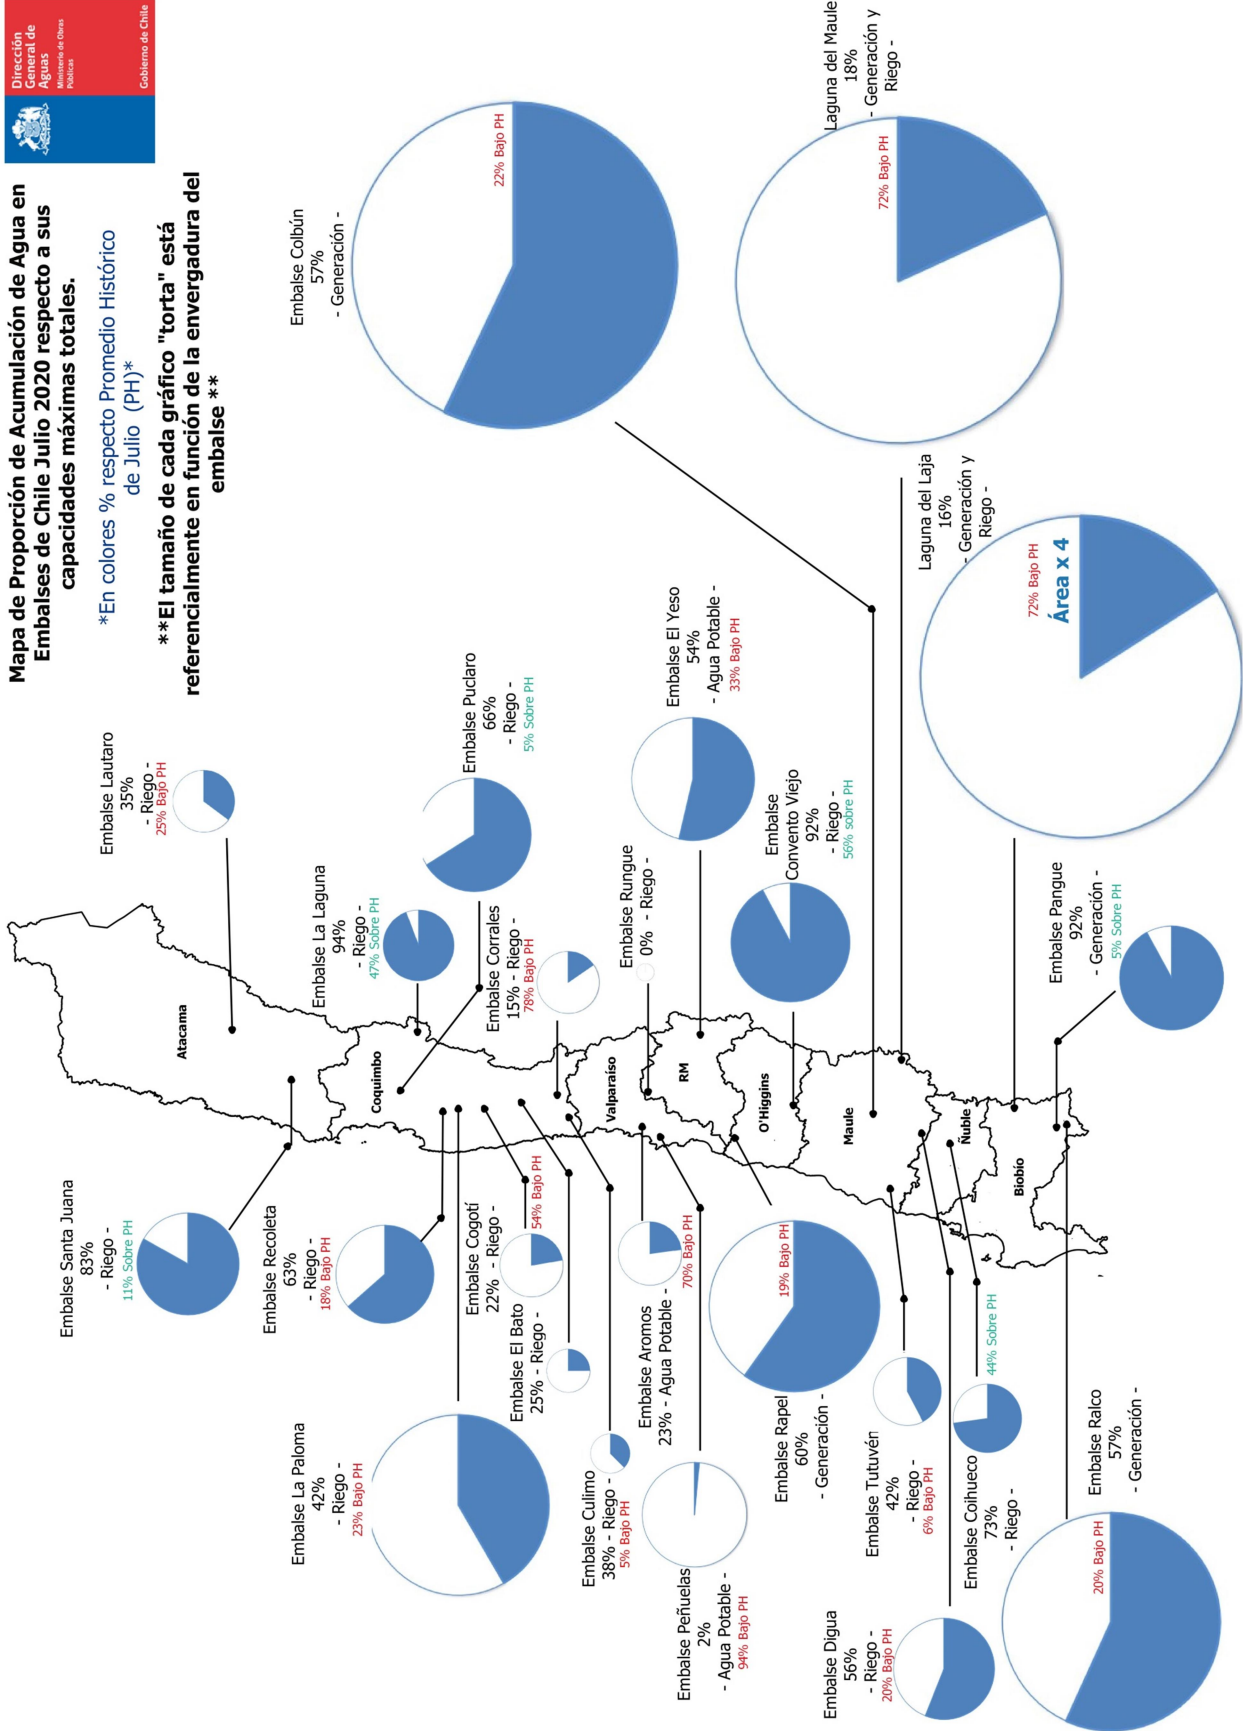 Dirección
General de
Aguas
Ministerio de Obras
Públicas
Gobierno de Chile
Mapa de Proporción de Acumulación de Agua en
Embalses de Chile Julio 2020 respecto a sus
capacidades máximas totales.
*En colores % respecto Promedio Histórico
de Julio (PH)*
**El tamaño de cada gráfico "torta" está
referencialmente en función de la envergadura del
embalse **
Embalse Santa Juana
83%
- Riego -
11% Sobre PH
Embalse Lautaro
35%
- Riego -
25% Bajo PH
Atacama
Embalse La Laguna
94%
- Riego -
47% Sobre PH
Embalse Recoleta
63%
- Riego -
18% Bajo PH
Coquimbo
Embalse Puclaro
66%
- Riego -
5% Sobre PH
Embalse La Paloma
42%
- Riego -
23% Bajo PH
Embalse Cogotí
22% - Riego -
54% Bajo PH
Embalse Corrales
15% - Riego -
78% Bajo PH
Embalse El Bato
25% - Riego -
Embalse Culimo
38% - Riego -
5% Bajo PH
Valparaíso
Embalse Rungue
0% - Riego -
Embalse Aromos
23% - Agua Potable -
70% Bajo PH
Embalse Peñuelas
2%
- Agua Potable -
94% Bajo PH
RM
Embalse El Yeso
54%
- Agua Potable -
33% Bajo PH
Embalse Rapel
60%
- Generación -
19% Bajo PH
O'Higgins
Embalse
Convento Viejo
92%
- Riego -
56% sobre PH
Embalse Colbún
57%
- Generación -
22% Bajo PH
Maule
Laguna del Maule
18%
- Generación y
Riego -
72% Bajo PH
Embalse Tutuvén
42%
- Riego -
6% Bajo PH
Embalse Digua
56%
- Riego -
20% Bajo PH
Embalse Coihueco
73%
- Riego -
44% Sobre PH
Ñuble
Laguna del Laja
16%
- Generación y
Riego -
72% Bajo PH
Área x 4
Biobío
Embalse Pangue
92%
- Generación -
5% Sobre PH
Embalse Ralco
57%
- Generación -
20% Bajo PH